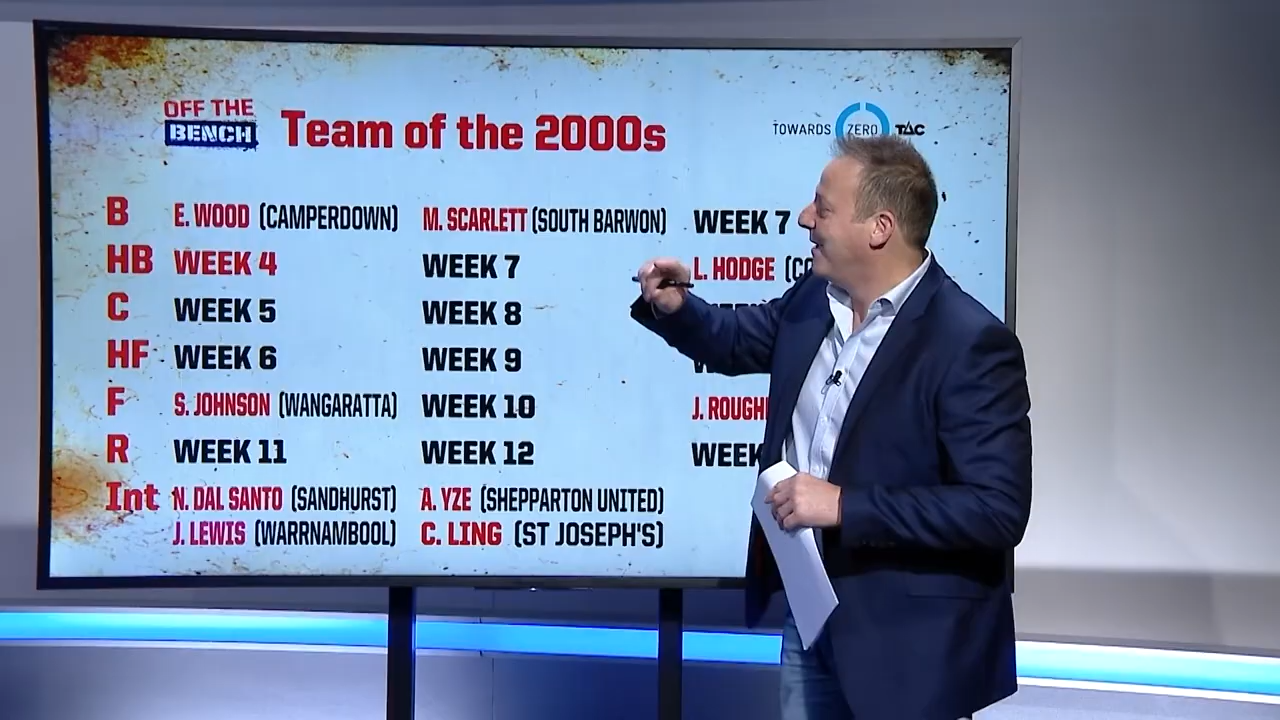 OFF THE
BENCH
Team of the 2000s
TOWARDS ZERO TAC
B E. WOOD (CAMPERDOWN) M. SCARLETT (SOUTH BARWON) WEEK 7
HB WEEK 4 WEEK 7 L. HODGE
C WEEK 5 WEEK 8
HF WEEK 6 WEEK 9
F S. JOHNSON (WANGARATTA) WEEK 10 J. ROUGH
R WEEK 11 WEEK 12 WEEK
Int N. DAL SANTO (SANDHURST) A. YZE (SHEPPARTON UNITED)
J. LEWIS (WARRNAMBOOL) C. LING (ST JOSEPH'S)